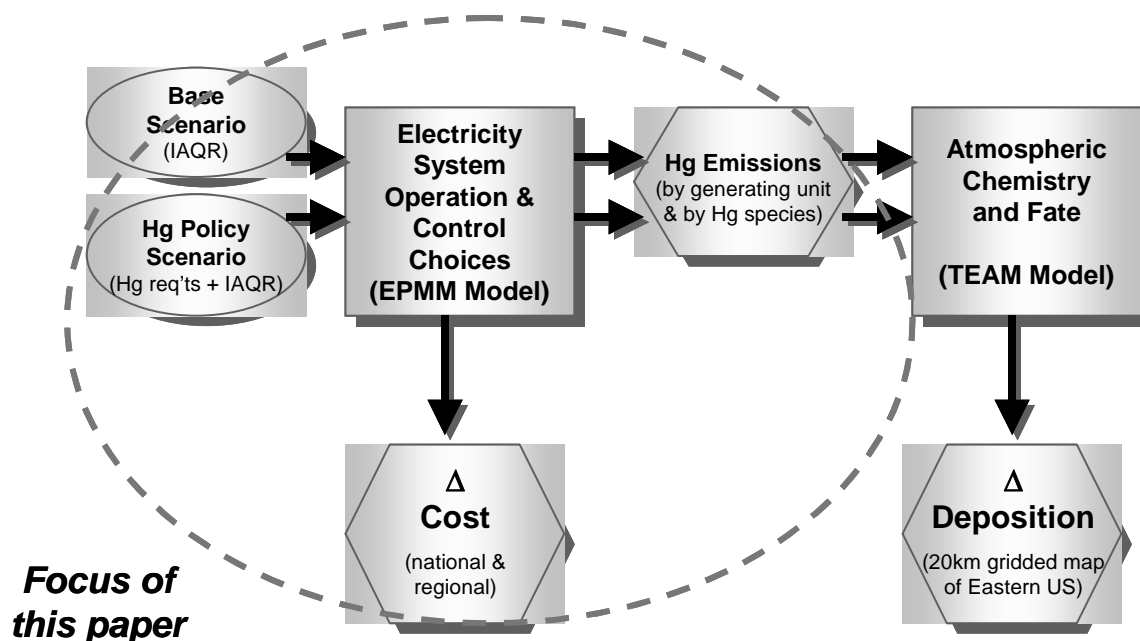 Base
Scenario
(IAQR)
Hg Policy
Scenario
(Hg req'ts + IAQR)
Electricity
System
Operation &
Control
Choices
(EPMM Model)
Hg Emissions
(by generating unit
& by Hg species)
Atmospheric
Chemistry
and Fate
(TEAM Model)
Δ
Cost
(national &
regional)
Δ
Deposition
(20km gridded map
of Eastern US)
Focus of
this paper